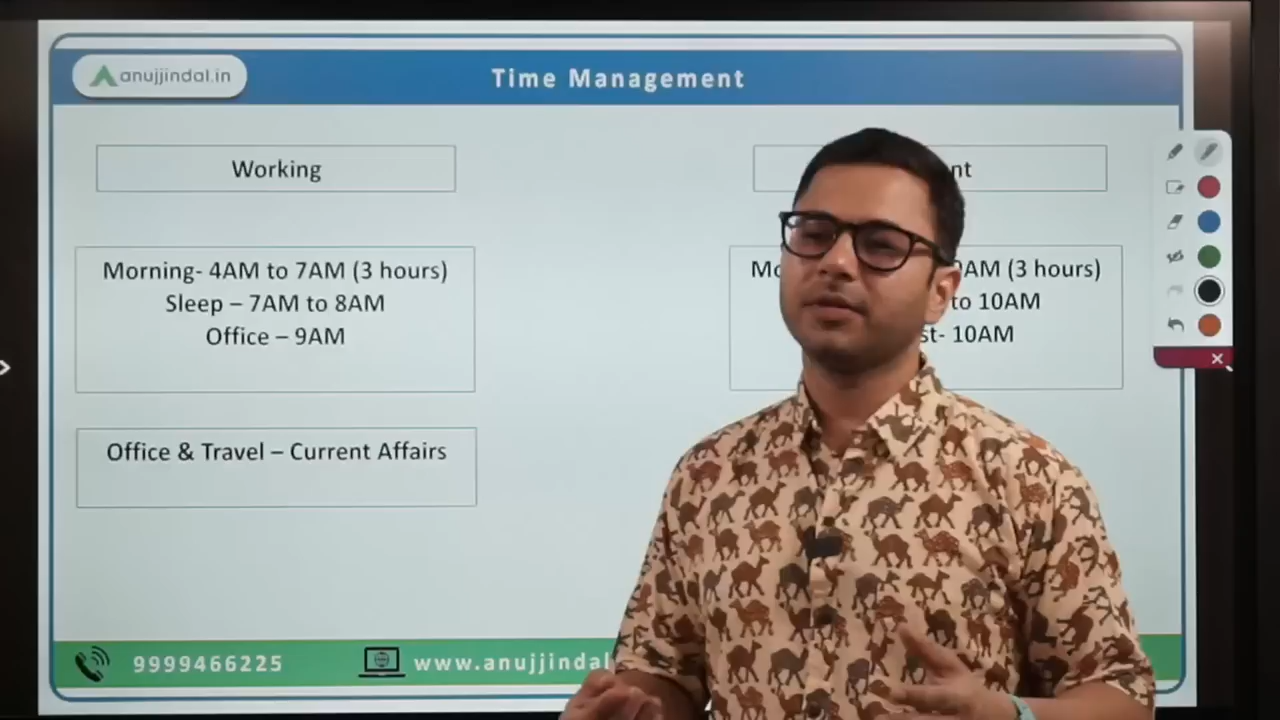 anujjindal.in
Time Management
Working
nt
Morning- 4AM to 7AM (3 hours)
Sleep – 7AM to 8AM
Office – 9AM
Mo
AM (3 hours)
to 10AM
st- 10AM
Office & Travel – Current Affairs
9999466225
www.anujjindal